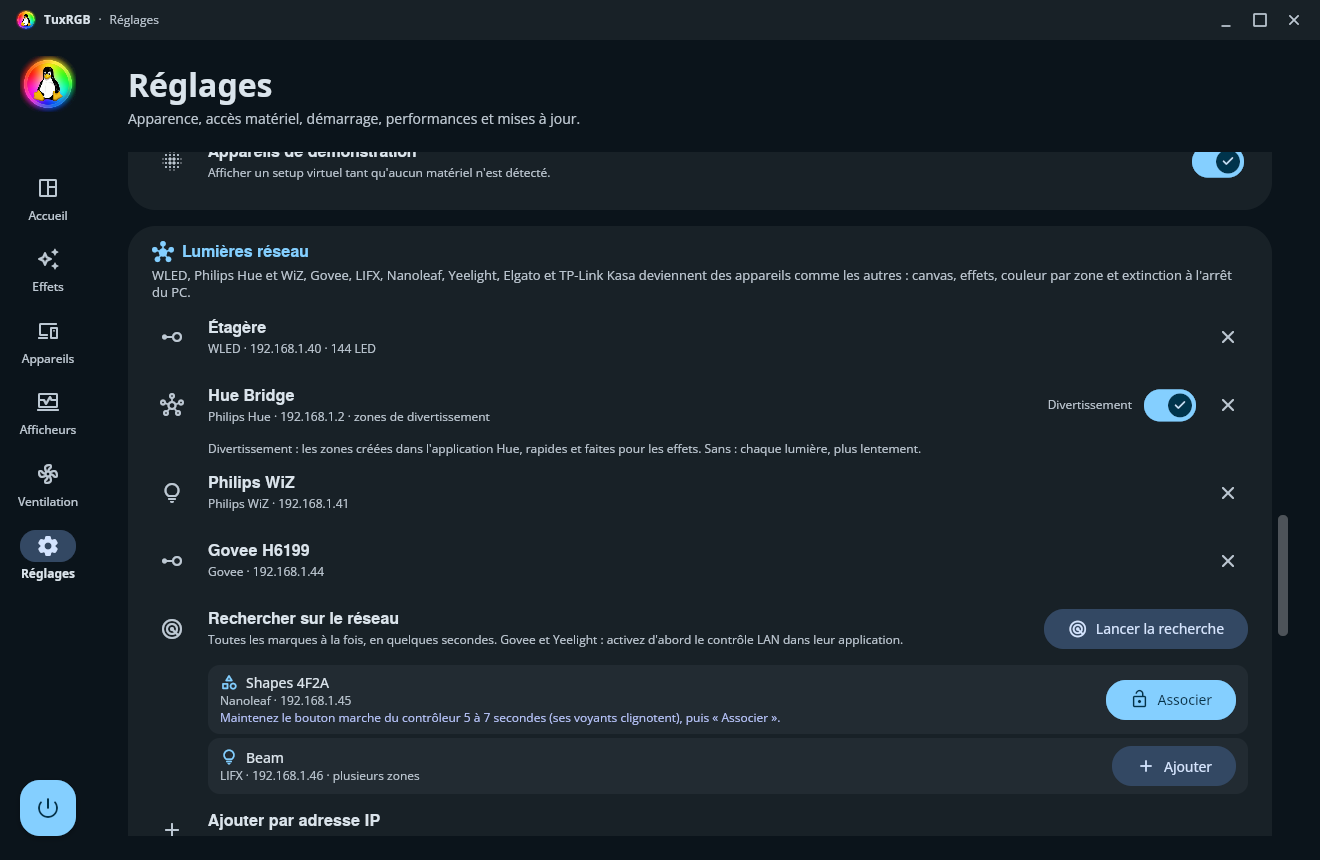 TuxRGB · Réglages
Réglages
Apparence, accès matériel, démarrage, performances et mises à jour.
Accueil
Effets
Appareils
Afficheurs
Ventilation
Réglages
Appareils de démonstration
Afficher un setup virtuel tant qu'aucun matériel n'est détecté.
Lumières réseau
WLED, Philips Hue et WiZ, Govee, LIFX, Nanoleaf, Yeelight, Elgato et TP-Link Kasa deviennent des appareils comme les autres : canvas, effets, couleur par zone et extinction à l'arrêt
du PC.
Étagère
WLED · 192.168.1.40 · 144 LED
Hue Bridge
Philips Hue · 192.168.1.2 · zones de divertissement
Divertissement
Divertissement : les zones créées dans l'application Hue, rapides et faites pour les effets. Sans : chaque lumière, plus lentement.
Philips WiZ
Philips WiZ · 192.168.1.41
Govee H6199
Govee · 192.168.1.44
Rechercher sur le réseau
Toutes les marques à la fois, en quelques secondes. Govee et Yeelight : activez d'abord le contrôle LAN dans leur application.
Lancer la recherche
Shapes 4F2A
Nanoleaf · 192.168.1.45
Maintenez le bouton marche du contrôleur 5 à 7 secondes (ses voyants clignotent), puis « Associer ».
Associer
Beam
LIFX · 192.168.1.46 · plusieurs zones
Ajouter
Ajouter par adresse IP